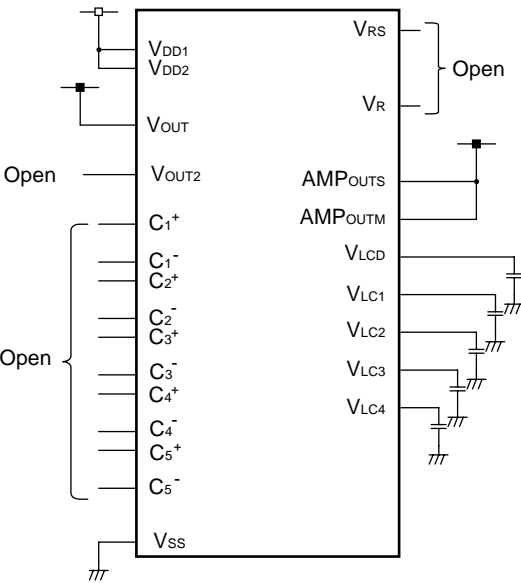 VDD1
VDD2
VOUT
Open
VOUT2
C1+
C1-
C2+
C2-
C3+
Open
C3-
C4+
C4-
C5+
C5-
VSS
VRS
Open
VR
AMPOUTS
AMPOUTM
VLCD
VLC1
VLC2
VLC3
VLC4